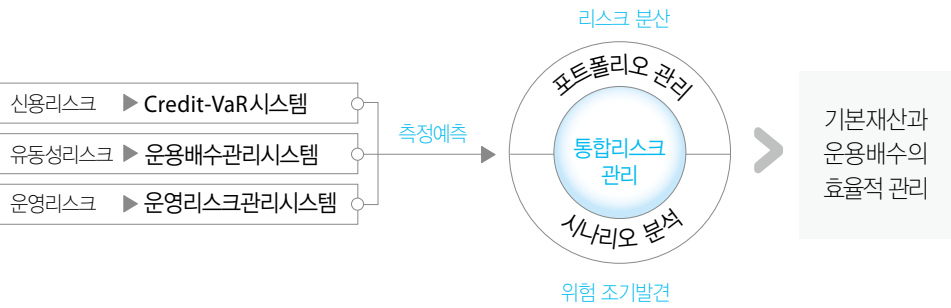 신용리스크 ▶ Credit-VaR시스템
유동성리스크 ▶ 운용배수관리시스템
운영리스크 ▶ 운영리스크관리시스템
측정예측
리스크 분산
포트폴리오 관리
통합리스크
관리
시나리오 분석
위험 조기발견
기본재산과
운용배수의
효율적 관리